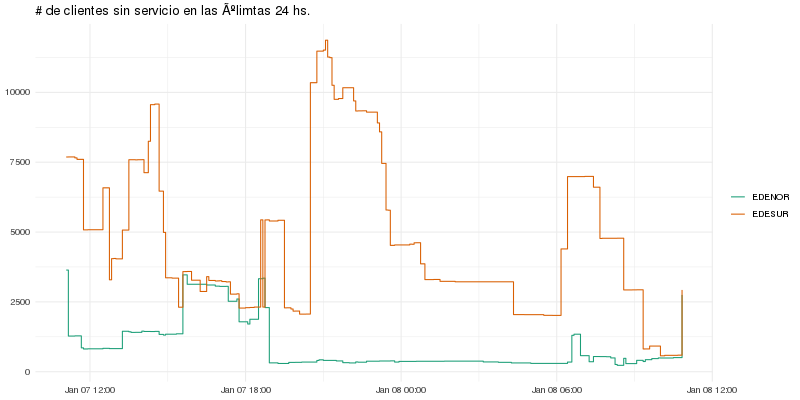 # de clientes sin servicio en las Ãºlimtas 24 hs.
10000
7500
5000
2500
0
Jan 07 12:00
Jan 07 18:00
Jan 08 00:00
Jan 08 06:00
Jan 08 12:00
EDENOR
EDESUR